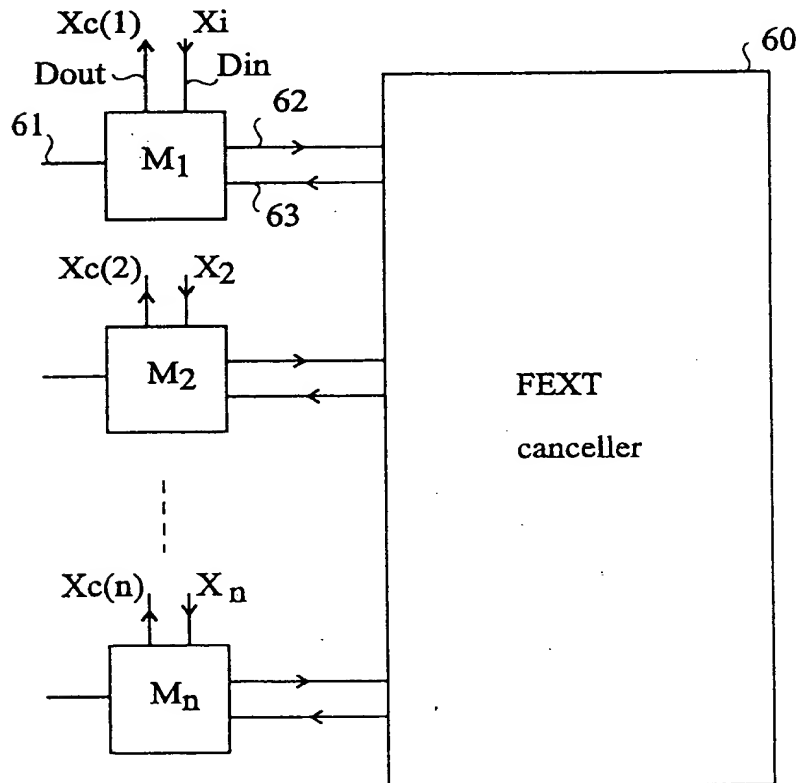 Xc(1) Xi
60
Dout Din
62
61
M1
63
Xc(2) X2
M2
FEXT
canceller
Xc(n) Xn
Mn